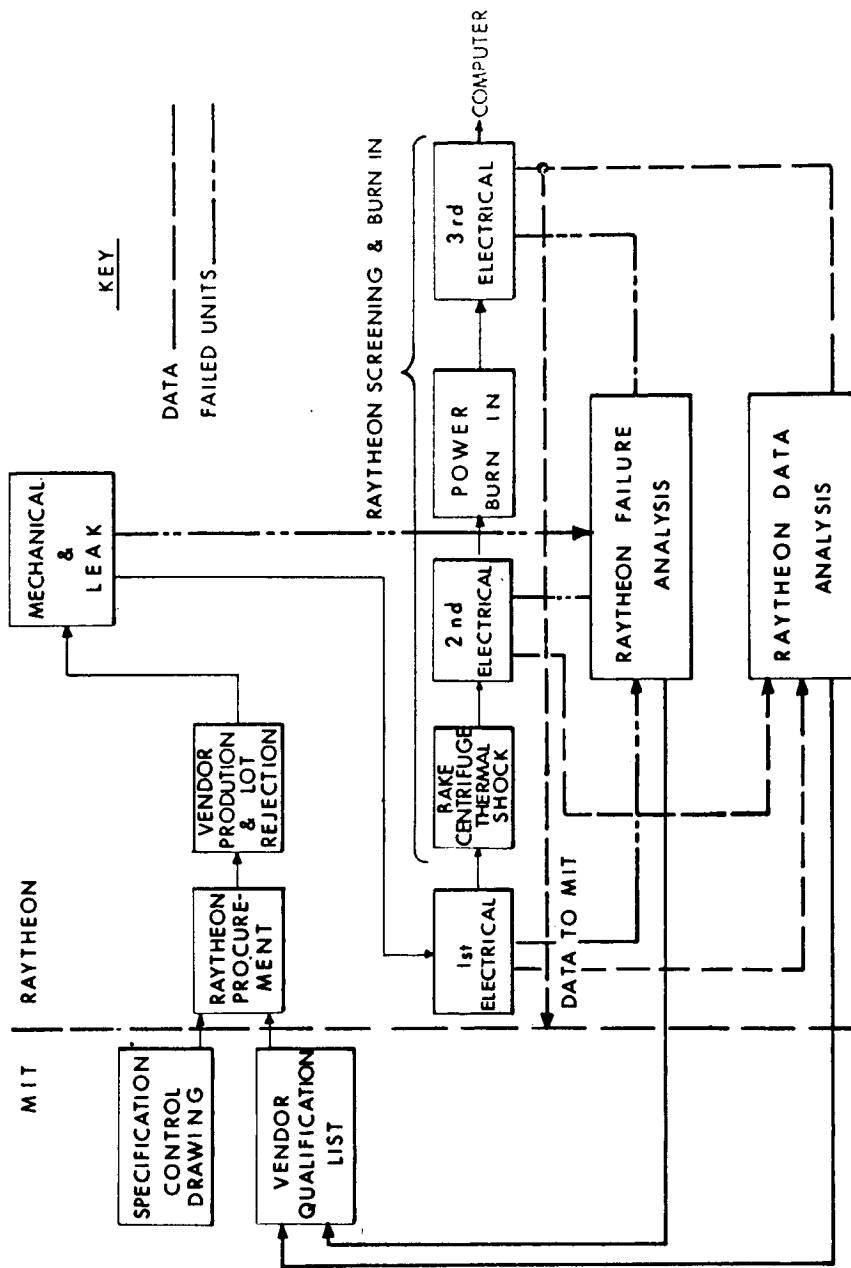 MIT
RAYTHEON
SPECIFICATION
CONTROL
DRAWING
VENDOR
QUALIFICATION
LIST
RAYTHEON
PROCURE-
MENT
VENDOR
PRODUTION
& LOT
REJECTION
MECHANICAL
&
LEAK
KEY
DATA
FAILED UNITS
RAYTHEON SCREENING & BURN IN
1st
ELECTRICAL
BAKE
CENTRIFUGE
THERMAL
SHOCK
2nd
ELECTRICAL
POWER
BURN IN
3rd
ELECTRICAL
COMPUTER
DATA TO MIT
RAYTHEON FAILURE
ANALYSIS
RAYTHEON DATA
ANALYSIS